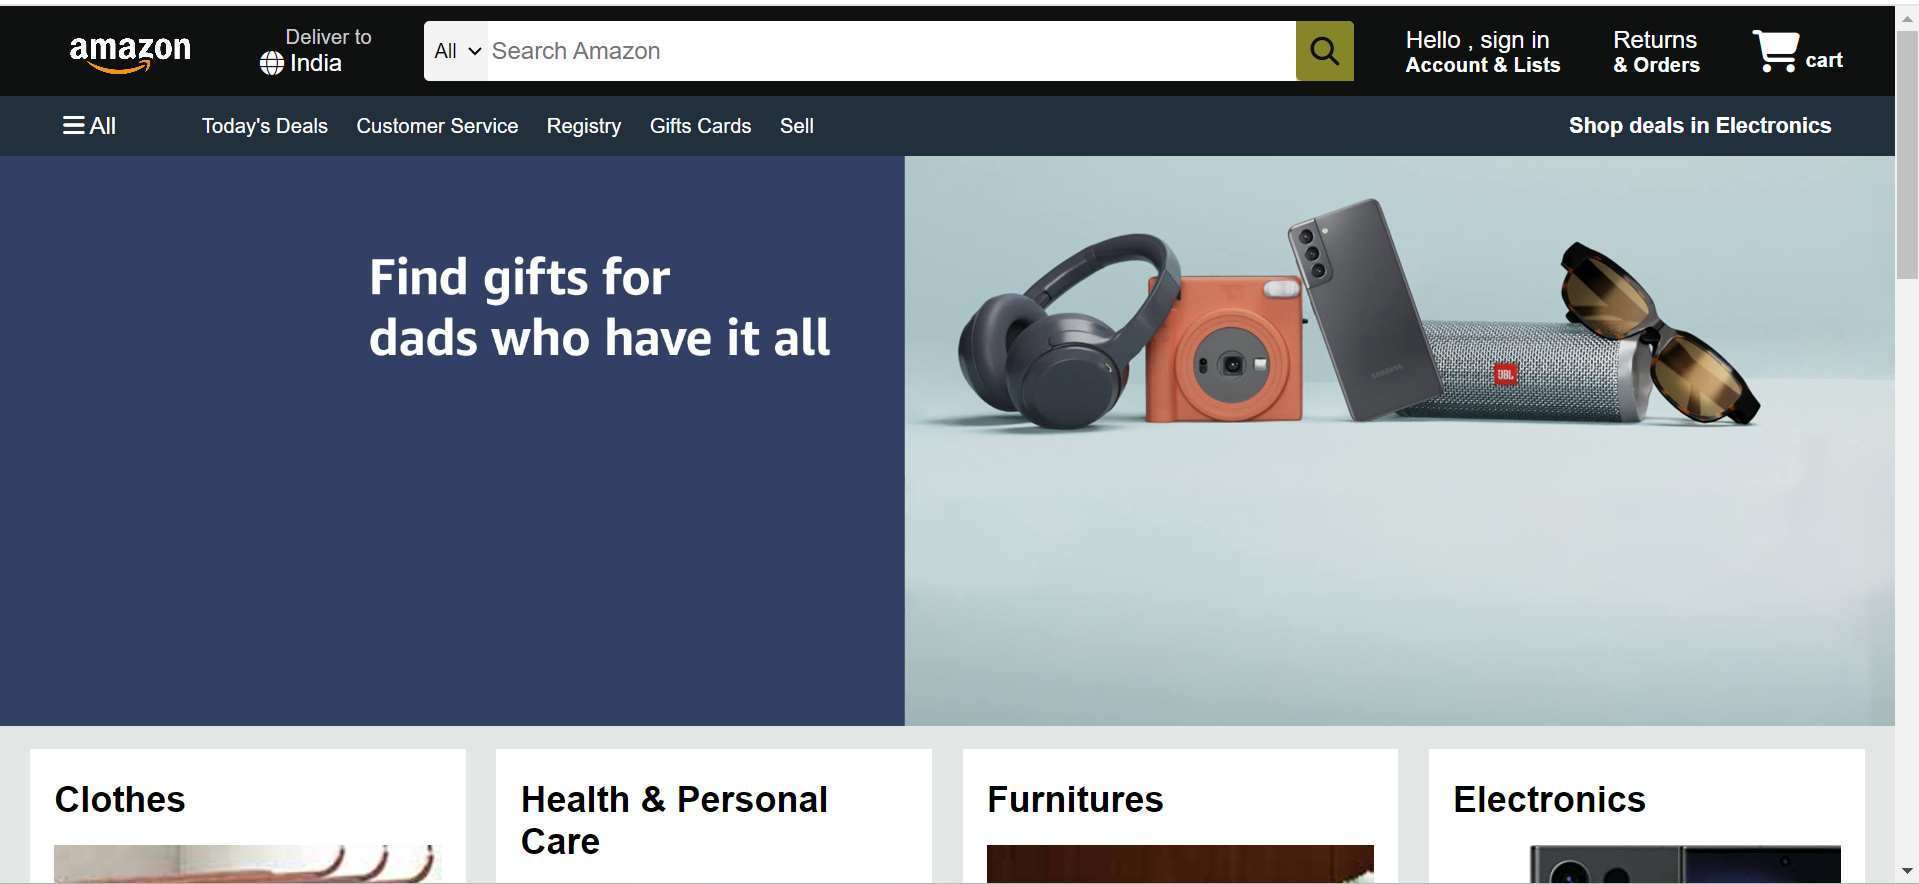 amazon
Deliver to
India
All
Search Amazon
Hello , sign in
Account & Lists
Returns
& Orders
cart
All
Today's Deals
Customer Service
Registry
Gifts Cards
Sell
Shop deals in Electronics
Find gifts for
dads who have it all
SAMSUNG
JBL
Clothes
Health & Personal
Care
Furnitures
Electronics